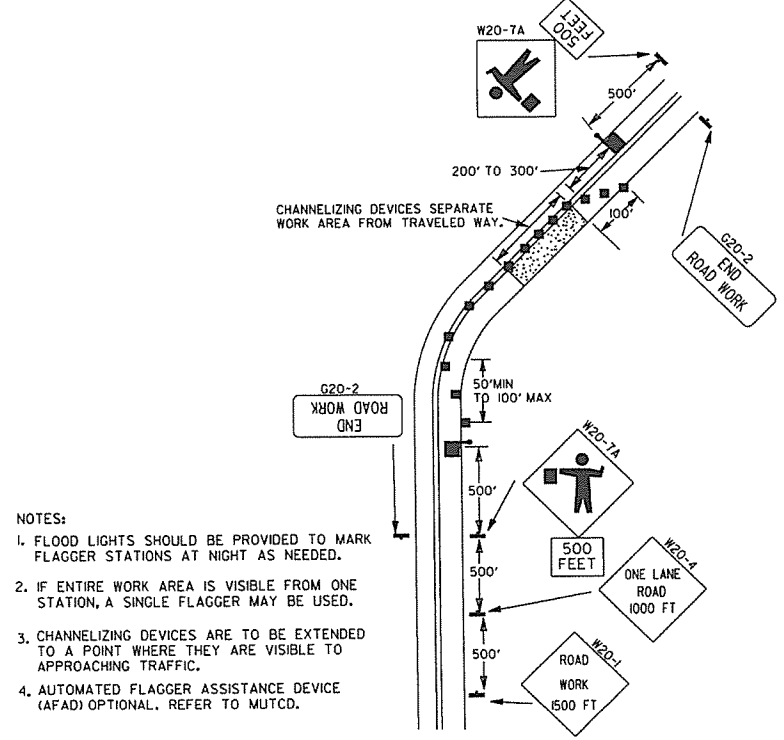 W20-7A
500
FEET
500'
200' TO 300'
CHANNELIZING DEVICES SEPARATE
WORK AREA FROM TRAVELED WAY.
100'
G20-2
END
ROAD WORK
50'MIN
TO 100' MAX
G20-2
END
ROAD WORK
W20-7A
500'
500
FEET
500'
W20-4
ONE LANE
ROAD
1000 FT
500'
W20-1
ROAD
WORK
1500 FT
NOTES:
1. FLOOD LIGHTS SHOULD BE PROVIDED TO MARK
FLAGGER STATIONS AT NIGHT AS NEEDED.
2. IF ENTIRE WORK AREA IS VISIBLE FROM ONE
STATION, A SINGLE FLAGGER MAY BE USED.
3. CHANNELIZING DEVICES ARE TO BE EXTENDED
TO A POINT WHERE THEY ARE VISIBLE TO
APPROACHING TRAFFIC.
4. AUTOMATED FLAGGER ASSISTANCE DEVICE
(AFAD) OPTIONAL. REFER TO MUTCD.